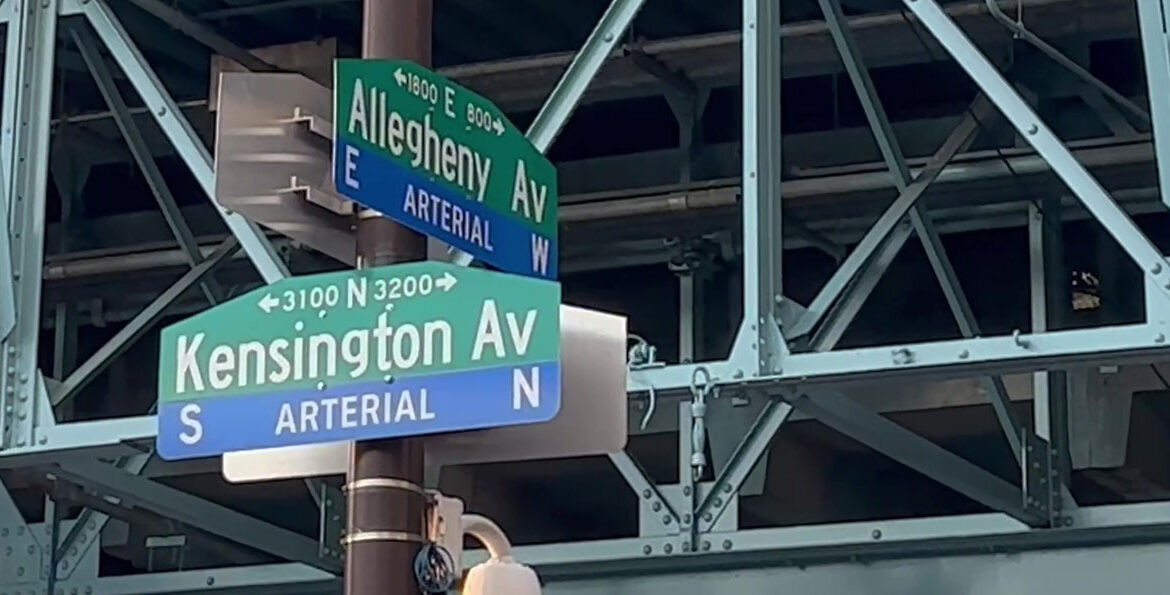 ←1800 E 800→
Allegheny Av
E ARTERIAL W
←3100 N 3200→
Kensington Av
S ARTERIAL N